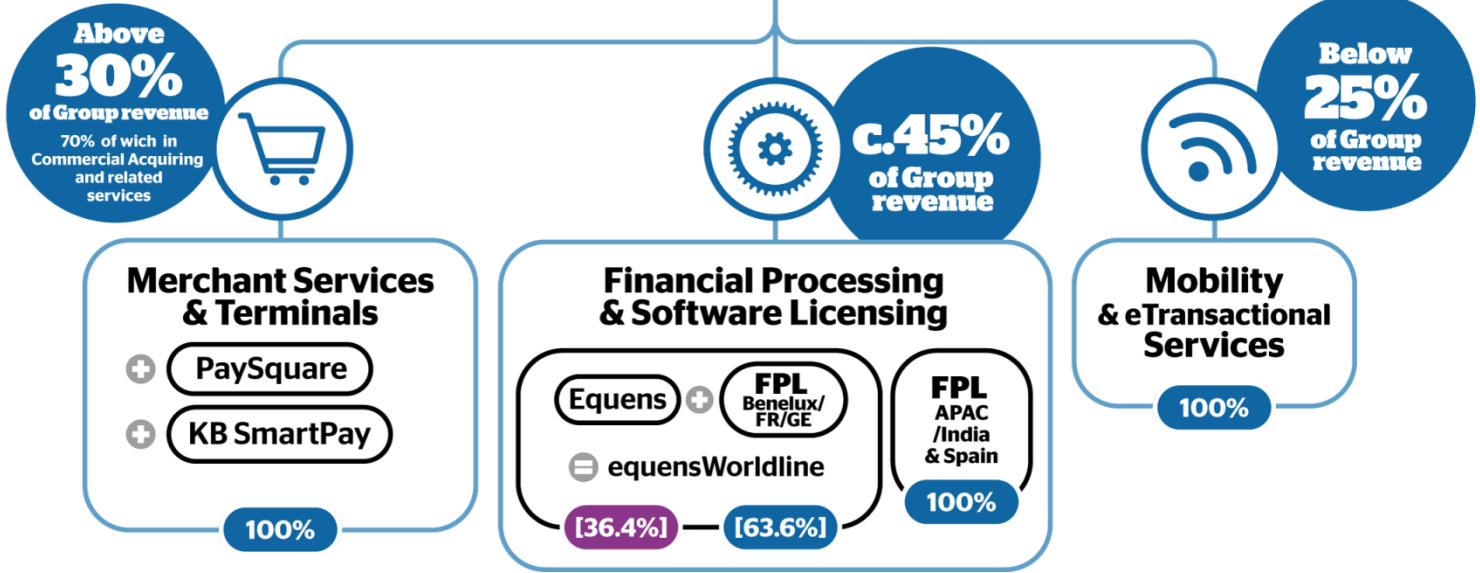 Above
30%
of Group revenue
70% of wich in
Commercial Acquiring
and related
services
c.45%
of Group
revenue
Below
25%
of Group
revenue
Merchant Services
& Terminals
+ PaySquare
+ KB SmartPay
100%
Financial Processing
& Software Licensing
Equens + FPL
Benelux/
FR/GE
= equensWorldline
[36.4%] [63.6%]
FPL
APAC
/India
& Spain
100%
Mobility
& eTransactional
Services
100%